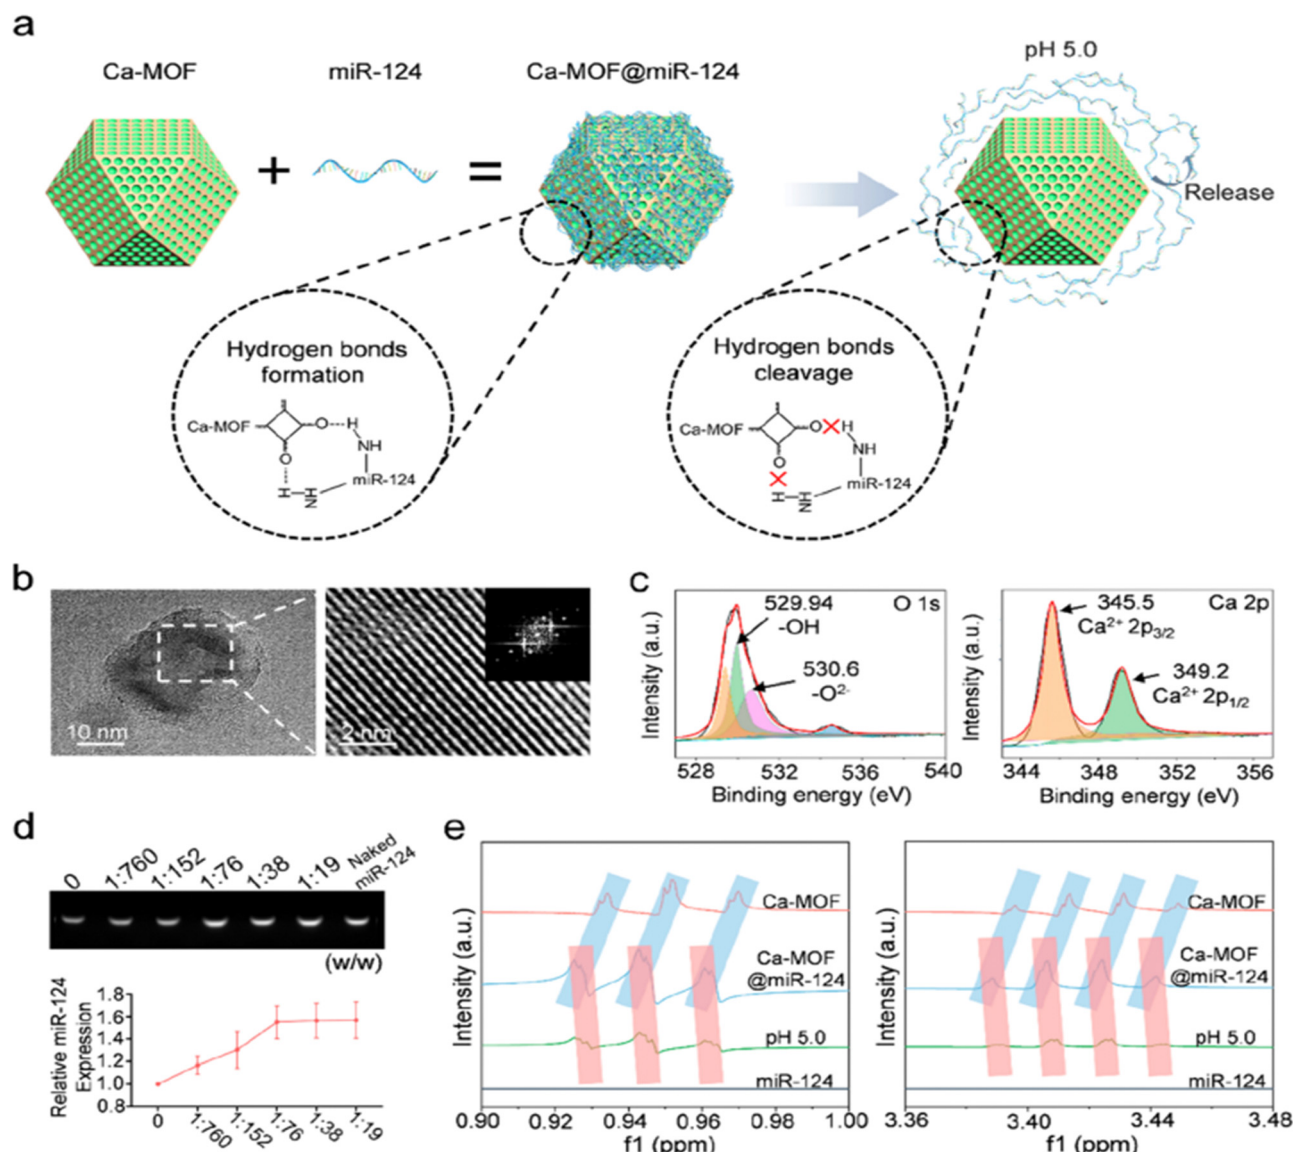 a
Ca-MOF
miR-124
Ca-MOF@miR-124
pH 5.0
+
=
Release
Hydrogen bonds
formation
Ca-MOF
O
H
NH
O
miR-124
H
N
H
Hydrogen bonds
cleavage
Ca-MOF
O
H
NH
O
miR-124
H
N
H
b
10 nm
2 nm
c
529.94
-OH
O 1s
530.6
-O²⁻
Intensity (a.u.)
528 532 536 540
Binding energy (eV)
345.5
Ca²⁺ 2p₃/₂
Ca 2p
349.2
Ca²⁺ 2p₁/₂
Intensity (a.u.)
344 348 352 356
Binding energy (eV)
d
0 1:760 1:152 1:76 1:38 1:19 Naked
miR-124
(w/w)
Relative miR-124
Expression
1.8
1.6
1.4
1.2
1.0
0.8
0 1:760 1:152 1:76 1:38 1:19
e
Intensity (a.u.)
Ca-MOF
Ca-MOF
@miR-124
pH 5.0
miR-124
0.90 0.92 0.94 0.96 0.98 1.00
f1 (ppm)
Intensity (a.u.)
Ca-MOF
Ca-MOF
@miR-124
pH 5.0
miR-124
3.36 3.40 3.44 3.48
f1 (ppm)